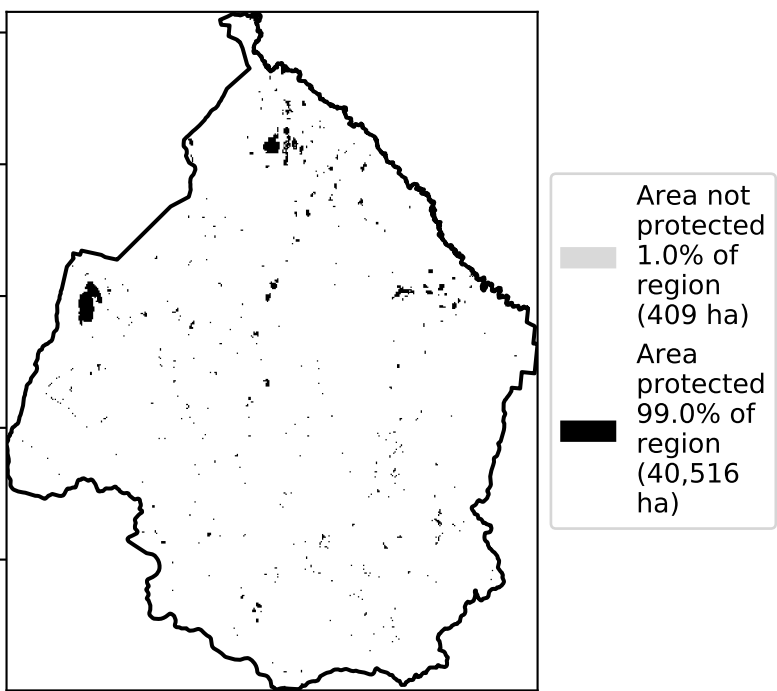 Area not
protected
1.0% of
region
(409 ha)
Area
protected
99.0% of
region
(40,516
ha)